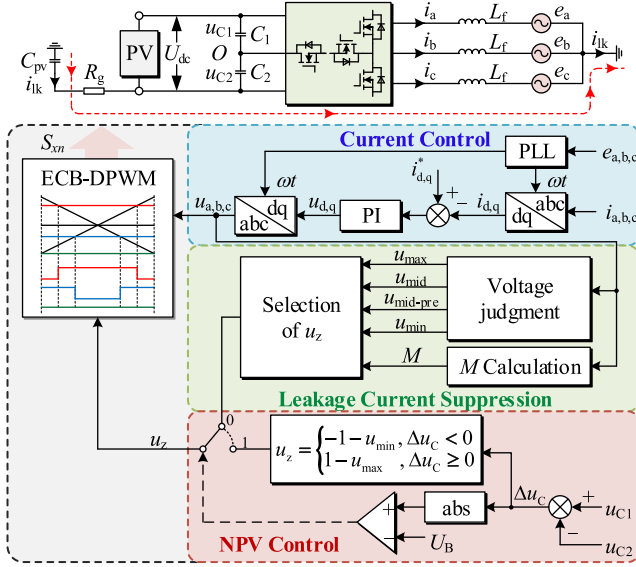 PV
C_pv
i_lk
R_g
U_dc
u_C1
C_1
O
u_C2
C_2
i_a
L_f
e_a
i_b
L_f
e_b
i_c
L_f
e_c
i_lk
S_xn
ECB-DPWM
Current Control
PLL
e_a,b,c
ωt
ωt
i*_d,q
+
−
u_a,b,c
dq
abc
u_d,q
PI
i_d,q
abc
dq
i_a,b,c
Selection
of u_z
u_max
u_mid
u_mid-pre
u_min
M
Voltage
judgment
M Calculation
Leakage Current Suppression
u_z
0
1
u_z = { −1 − u_min , Δu_C < 0
1 − u_max , Δu_C ≥ 0
+
−
abs
Δu_C
U_B
+
−
u_C1
u_C2
NPV Control